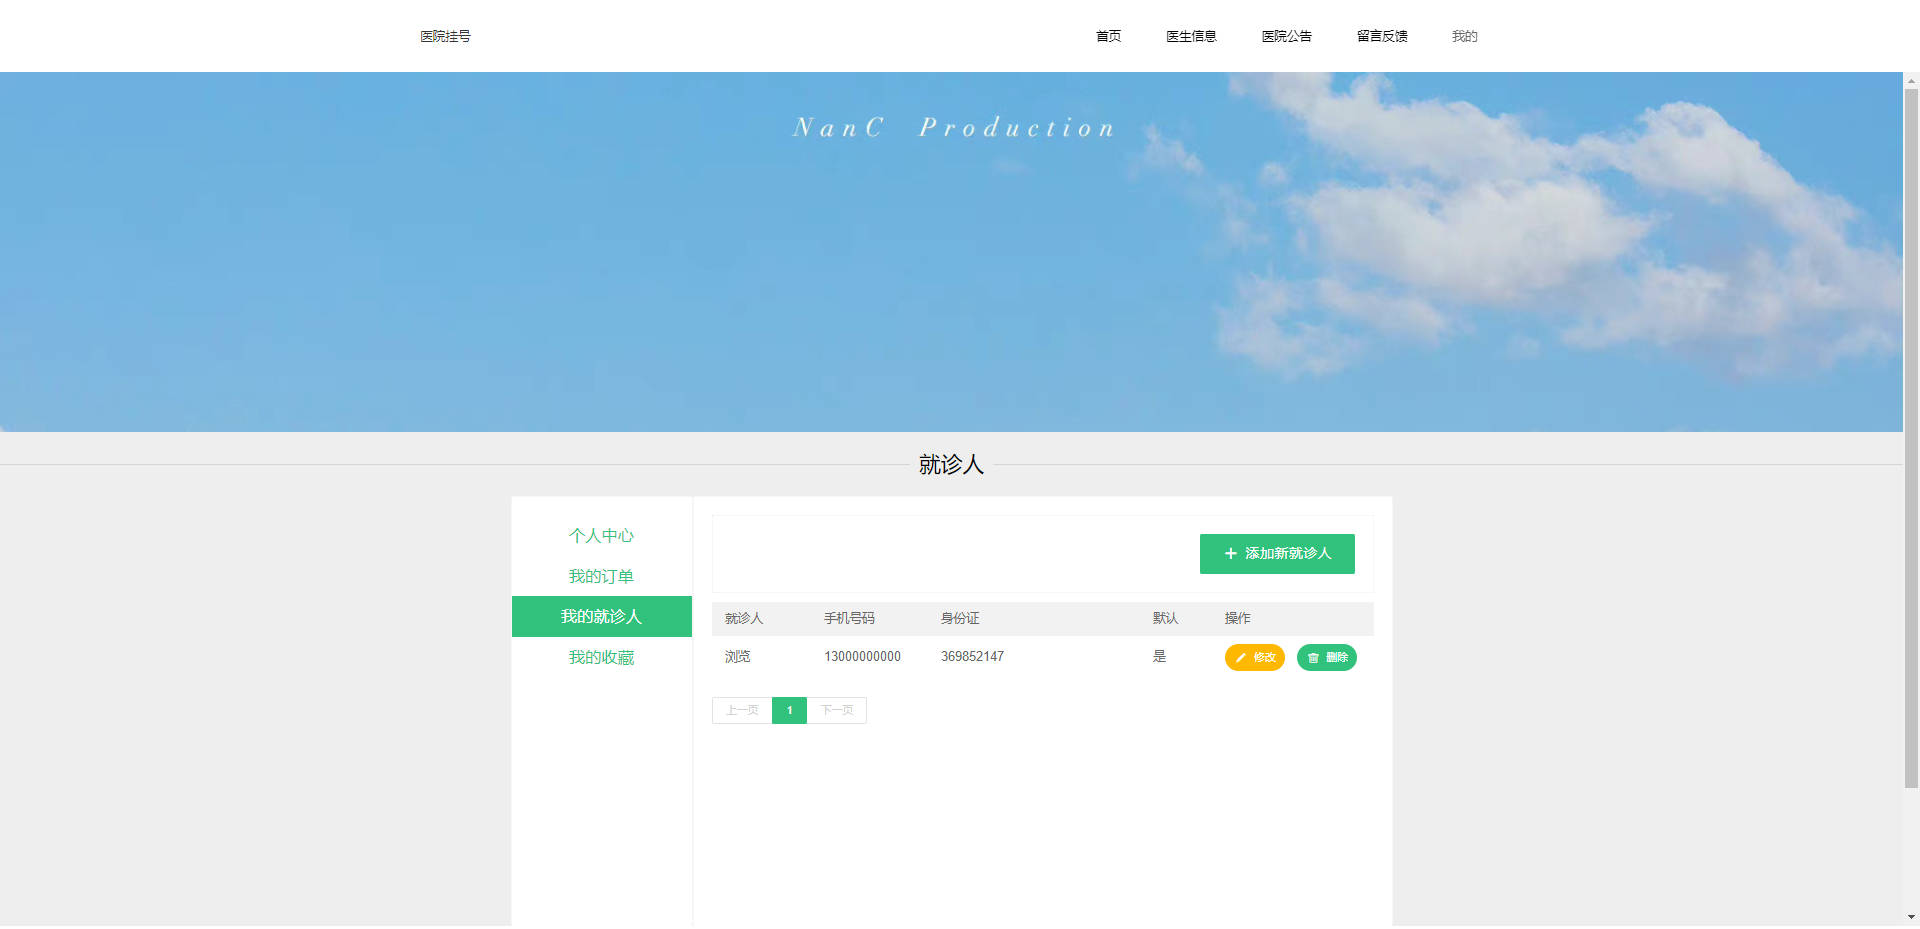 医院挂号 首页 医生信息 医院公告 留言反馈 我的
NanC Production
就诊人
个人中心
我的订单
我的就诊人
我的收藏
添加新就诊人
就诊人 手机号码 身份证 默认 操作
浏览 13000000000 369852147 是 修改 删除
上一页 1 下一页